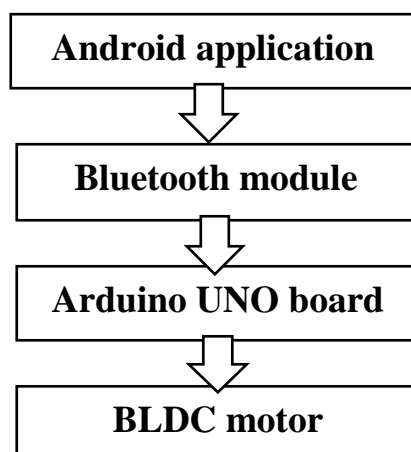 Android application
Bluetooth module
Arduino UNO board
BLDC motor